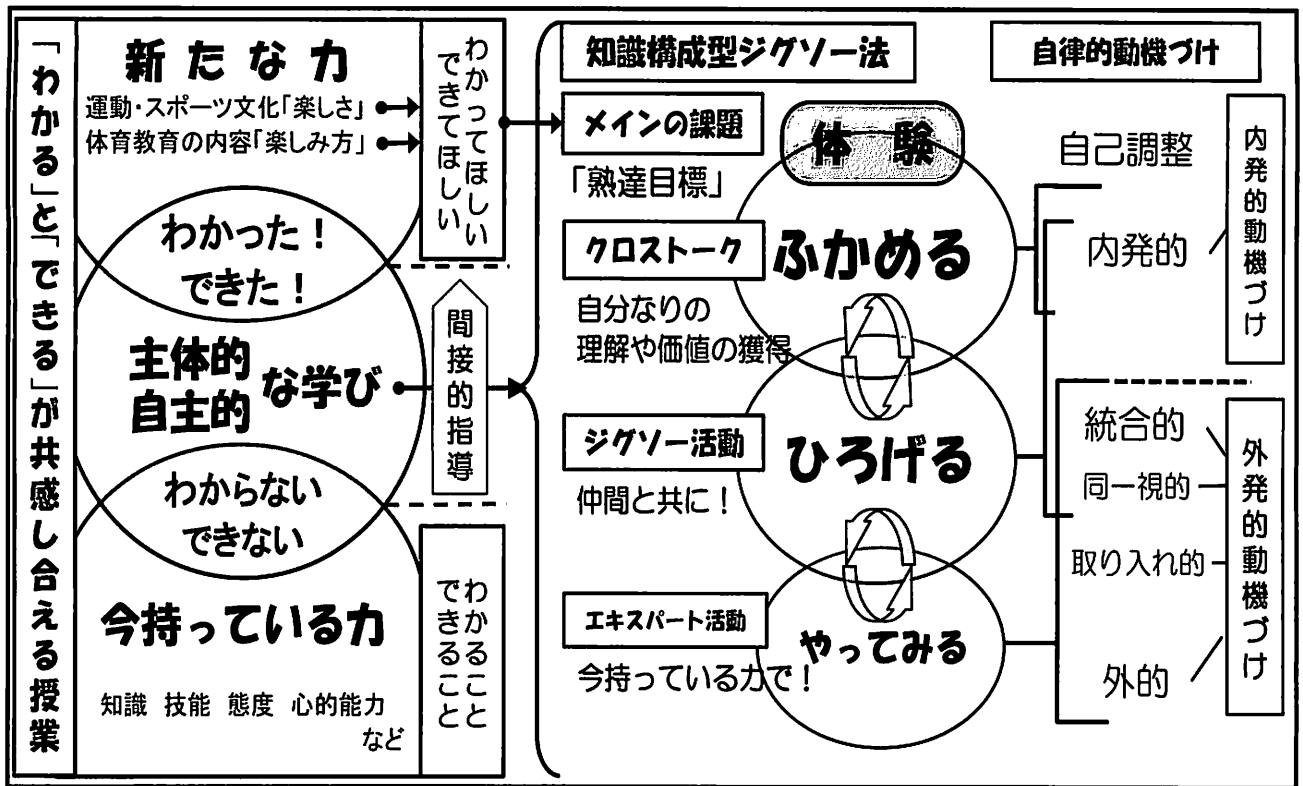 「わかる」と「できる」が共感し合える授業
新たな力
運動・スポーツ文化「楽しさ」
体育教育の内容「楽しみ方」
わかってほしい
できてほしい
わかった！
できた！
主体的
自主的
な学び
間接的指導
わからない
できない
今持っている力
知識 技能 態度 心的能力
など
わかること
できること
知識構成型ジグソー法
メインの課題
「熟達目標」
クロストーク
自分なりの
理解や価値の獲得
ジグソー活動
仲間と共に！
エキスパート活動
今持っている力で！
体験
ふかめる
ひろげる
やってみる
自律的動機づけ
自己調整
内発的
内発的動機づけ
統合的
同一視的
取り入れ的
外的
外発的動機づけ